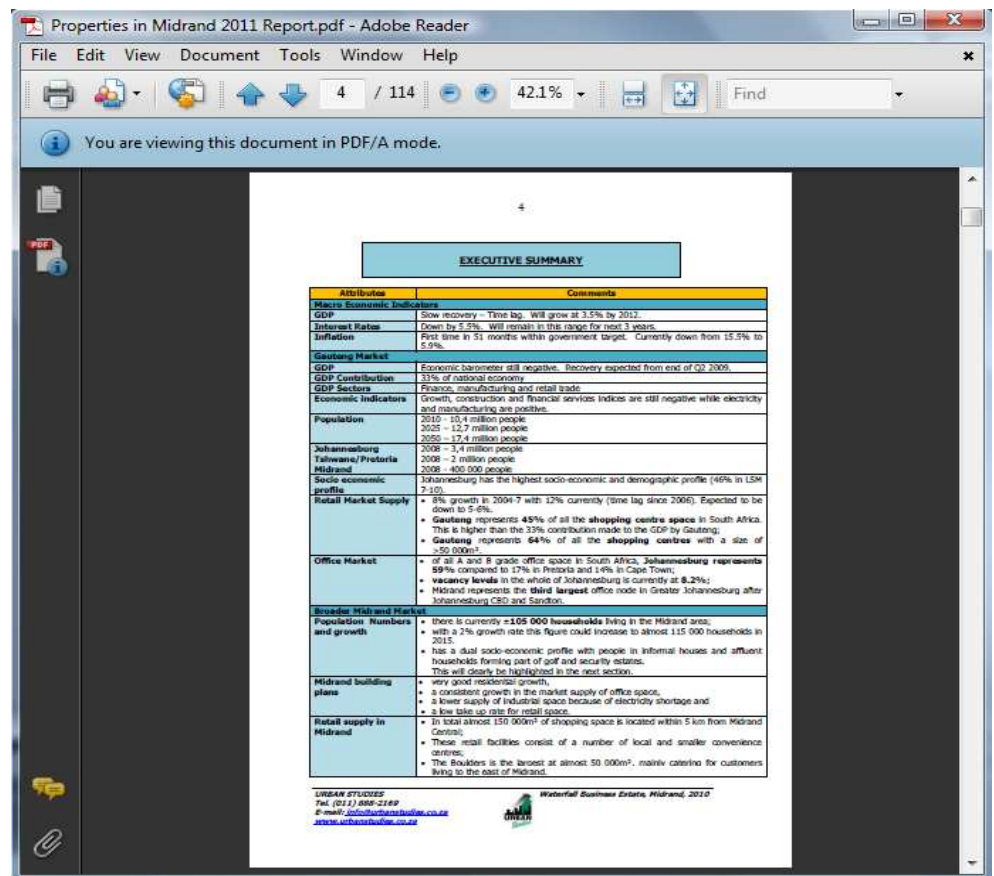 Properties in Midrand 2011 Report.pdf - Adobe Reader
File Edit View Document Tools Window Help
4 / 114 42.1% Find
You are viewing this document in PDF/A mode.
4
EXECUTIVE SUMMARY
Attributes Comments
Macro Economic Indicators
GDP Slow recovery – Time lag. Will grow at 3.5% by 2012.
Interest Rates Down by 5.5%. Will remain in this range for next 3 years.
Inflation First time in 51 months within government target. Currently down from 15.5% to
5.9%.
Gauteng Market
GDP Economic barometer still negative. Recovery expected from end of Q2 2009.
GDP Contribution 33% of national economy
GDP Sectors Finance, manufacturing and retail trade
Economic indicators Growth, construction and financial services indices are still negative while electricity
and manufacturing are positive.
Population 2010 - 10,4 million people
2025 – 12,7 million people
2050 – 17,4 million people
Johannesburg 2008 – 3,4 million people
Tshwane/Pretoria 2008 – 2 million people
Midrand 2008 - 400 000 people
Socio economic Johannesburg has the highest socio-economic and demographic profile (46% in LSM
profile 7-10).
Retail Market Supply • 8% growth in 2004-7 with 12% currently (time lag since 2006). Expected to be
down to 5-6%.
• Gauteng represents 45% of all the shopping centre space in South Africa.
This is higher than the 33% contribution made to the GDP by Gauteng;
• Gauteng represents 64% of all the shopping centres with a size of
>50 000m².
Office Market • of all A and B grade office space in South Africa, Johannesburg represents
59% compared to 17% in Pretoria and 14% in Cape Town;
• vacancy levels in the whole of Johannesburg is currently at 8.2%;
• Midrand represents the third largest office node in Greater Johannesburg after
Johannesburg CBD and Sandton.
Broader Midrand Market
Population Numbers • there is currently ±105 000 households living in the Midrand area;
and growth • with a 2% growth rate this figure could increase to almost 115 000 households in
2015.
• has a dual socio-economic profile with people in informal houses and affluent
households forming part of golf and security estates.
This will clearly be highlighted in the next section.
Midrand building • very good residential growth,
plans • a consistent growth in the market supply of office space,
• a lower supply of industrial space because of electricity shortage and
• a low take up rate for retail space.
Retail supply in • In total almost 150 000m² of shopping space is located within 5 km from Midrand
Midrand Central;
• These retail facilities consist of a number of local and smaller convenience
centres;
• The Boulders is the largest at almost 50 000m², mainly catering for customers
living to the east of Midrand.
URBAN STUDIES Waterfall Business Estate, Midrand, 2010
Tel. (011) 888-2169
E-mail: info@urbanstudies.co.za
www.urbanstudies.co.za
URBAN